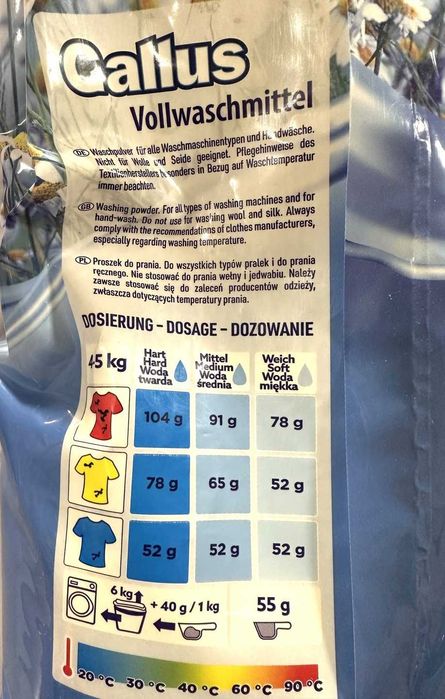 Gallus
Vollwaschmittel
DE Waschpulver für alle Waschmaschinentypen und Handwäsche.
Nicht für Wolle und Seide geeignet. Pflegehinweise des
Textilienherstellers besonders in Bezug auf Waschtemperatur
immer beachten.
GB Washing powder. For all types of washing machines and for
hand-wash. Do not use for washing wool and silk. Always
comply with the recommendations of clothes manufacturers,
especially regarding washing temperature.
PL Proszek do prania. Do wszystkich typów pralek i do prania
ręcznego. Nie stosować do prania wełny i jedwabiu. Należy
zawsze stosować się do zaleceń producentów odzieży,
zwłaszcza dotyczących temperatury prania.
DOSIERUNG – DOSAGE – DOZOWANIE
45 kg
Hart
Hard
Woda
twarda
Mittel
Medium
Woda
średnia
Weich
Soft
Woda
miękka
104 g 91 g 78 g
78 g 65 g 52 g
52 g 52 g 52 g
6 kg + 40 g / 1 kg 55 g
20 °C 30 °C 40 °C 60 °C 90 °C